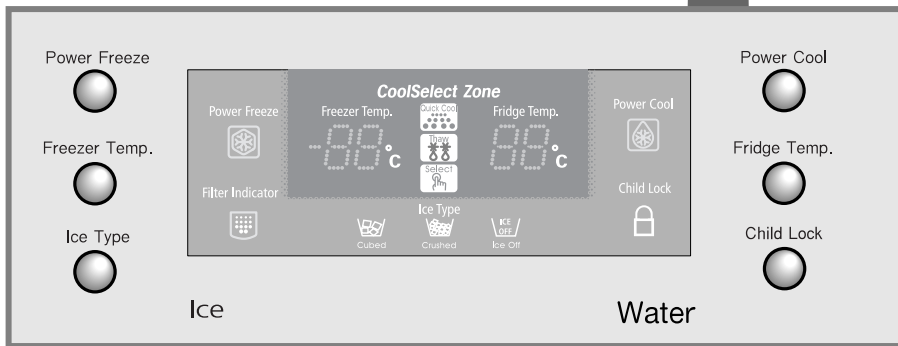 Power Freeze
Power Cool
CoolSelect Zone
Power Freeze
Freezer Temp.
Quick Cool
Fridge Temp.
Power Cool
-88°C
88°C
Thaw
Freezer Temp.
Fridge Temp.
Select
Filter Indicator
Child Lock
Ice Type
Ice Type
Child Lock
ICE
OFF
Cubed
Crushed
Ice Off
Ice
Water